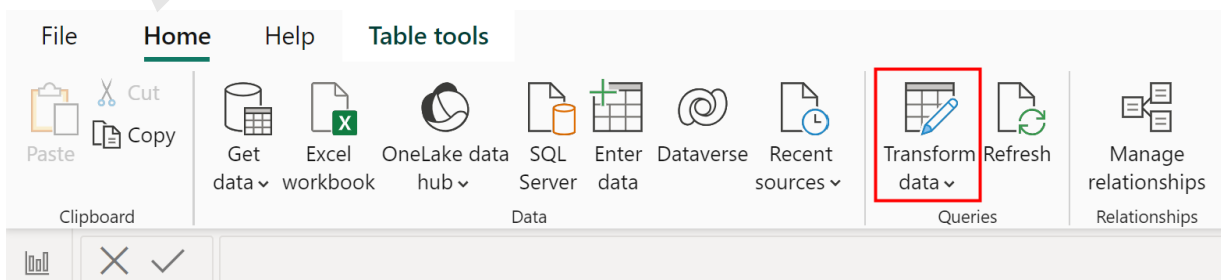 File Home Help Table tools
Paste
Cut
Copy
Get data
Excel workbook
OneLake data hub
SQL Server
Enter data
Dataverse
Recent sources
Transform data
Refresh
Manage relationships
Clipboard
Data
Queries
Relationships